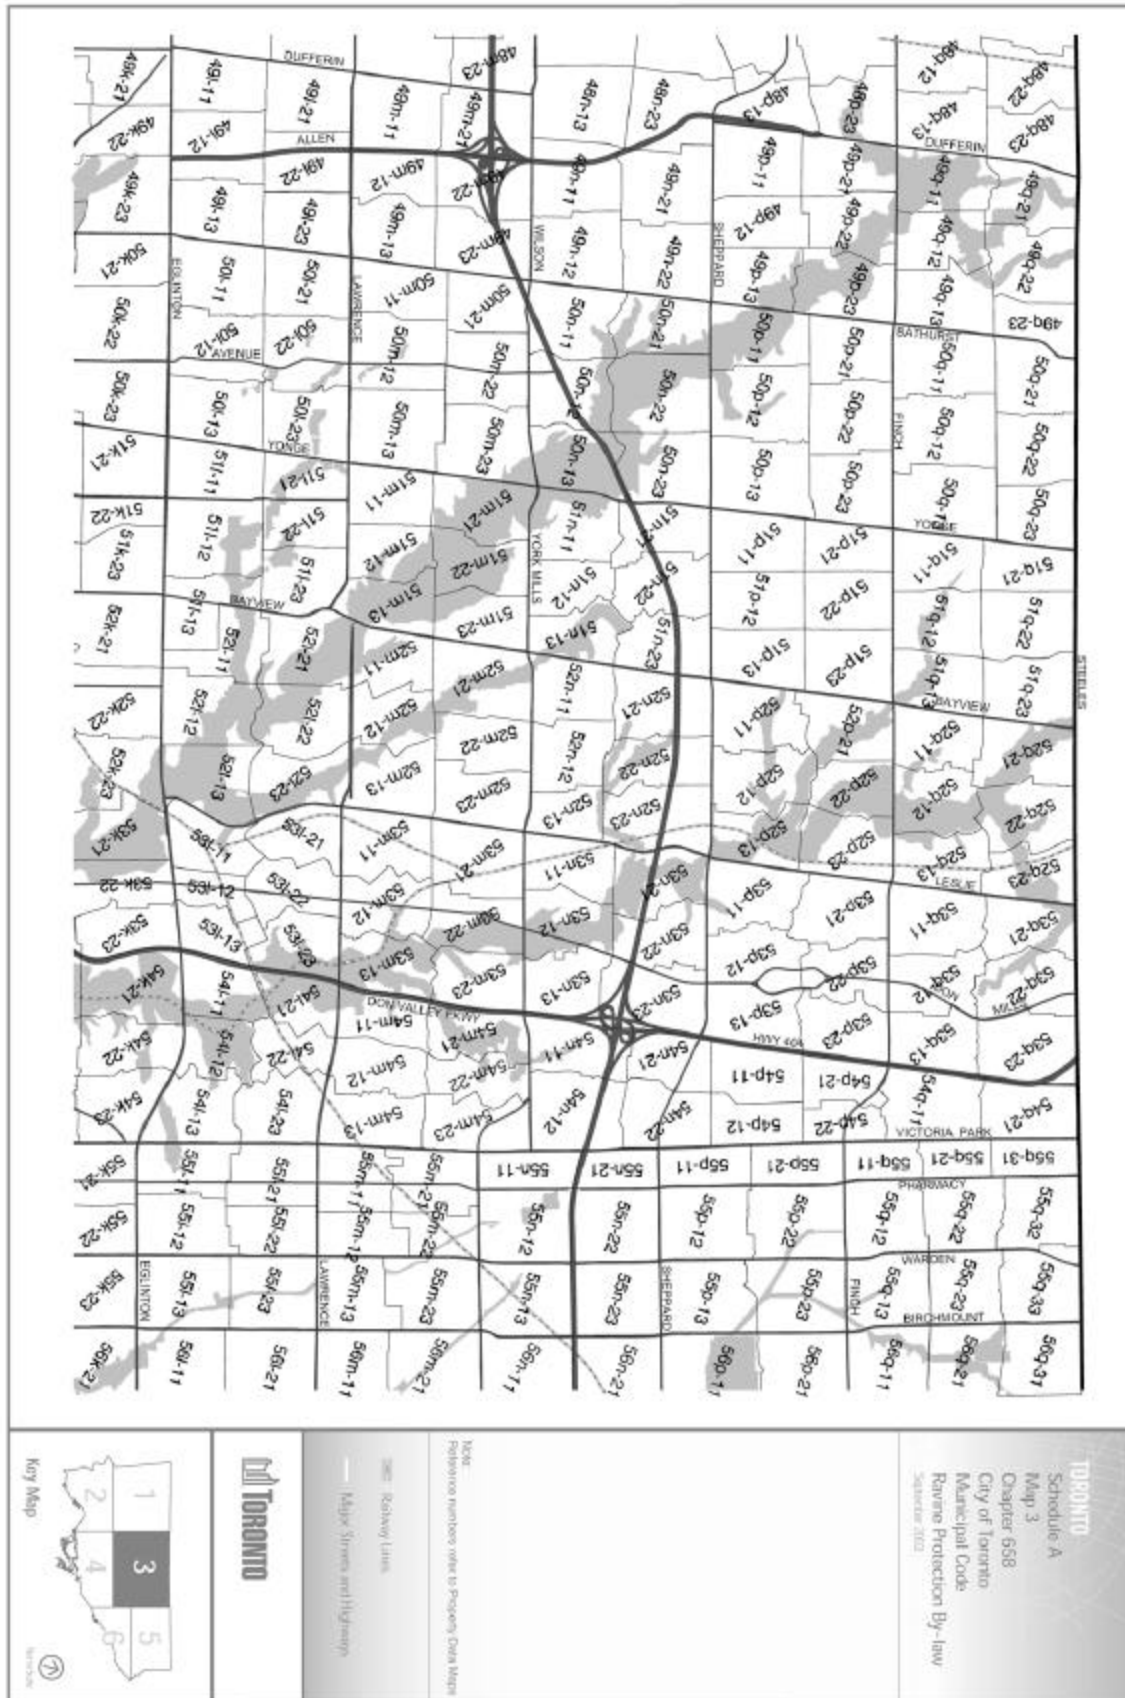 DUFFERIN
49k-21
49l-11
49l-21
49m-11
48m-23
49m-21
48n-13
48n-23
48p-13
48p-23
48q-12
48q-22
49k-22
49l-12
ALLEN
48q-13
DUFFERIN
48q-23
49k-23
49l-22
49m-12
49m-22
49n-11
49n-21
49p-11
49p-21
49q-11
49q-21
49l-13
49l-23
49m-13
49m-23
WILSON
49n-12
49n-22
SHEPPARD
49p-12
49p-22
49q-12
49q-22
50k-21
EGLINTON
50l-11
50l-21
LAWRENCE
50m-11
50m-21
50n-11
50n-21
49p-13
49p-23
49q-13
49q-23
BATHURST
50k-22
50l-12
AVENUE
50l-22
50m-12
50m-22
50n-12
50n-22
50p-11
50p-21
50q-11
50q-21
50k-23
50l-13
50l-23
50m-13
50m-23
50n-13
50n-23
50p-12
50p-22
FINCH
50q-12
50q-22
51k-21
YONGE
51l-11
51l-21
51m-11
51m-21
51n-11
51n-21
50p-13
50p-23
50q-13
50q-23
YONGE
51k-22
51k-23
51l-12
51l-22
51m-12
51m-22
YORK MILLS
51n-12
51n-22
51p-11
51p-21
51q-11
51q-21
51l-13
BAYVIEW
51l-23
51m-13
51m-23
51n-13
51n-23
51p-12
51p-22
51q-12
51q-22
52k-21
52l-11
52l-21
52m-11
52m-21
52n-11
52n-21
51p-13
51p-23
51q-13
BAYVIEW
51q-23
STEELES
52k-22
52l-12
52l-22
52m-12
52m-22
52n-12
52n-22
52p-11
52p-21
52q-11
52q-21
52k-23
52l-13
52l-23
52m-13
52m-23
52n-13
52n-23
52p-12
52p-22
52q-12
52q-22
53k-21
53l-11
53l-21
53m-11
53m-21
53n-11
53n-21
52p-13
52p-23
52q-13
LESLIE
52q-23
53k-22
53l-12
53l-22
53m-12
53m-22
53n-12
53n-22
53p-11
53p-21
53q-11
53q-21
53k-23
53l-13
53l-23
53m-13
53m-23
53n-13
53n-23
53p-12
53p-22
53q-12
DON MILLS
53q-22
54k-21
54l-11
54l-21
DON VALLEY PKWY
54m-11
54m-21
54n-11
54n-21
53p-13
HWY 404
53p-23
53q-13
53q-23
54k-22
54l-12
54l-22
54m-12
54m-22
54n-12
54n-22
54p-11
54p-21
54q-11
54q-21
54k-23
54l-13
54l-23
54m-13
54m-23
54p-12
54p-22
VICTORIA PARK
55k-21
55l-11
55l-21
55m-11
55m-21
55n-11
55n-21
55p-11
55p-21
55q-11
55q-21
55q-31
PHARMACY
55k-22
55l-12
55l-22
55m-12
55m-22
55n-12
55n-22
55p-12
55p-22
55q-12
55q-22
55q-32
WARDEN
55k-23
EGLINTON
55l-13
55l-23
LAWRENCE
55m-13
55m-23
55n-13
55n-23
SHEPPARD
55p-13
55p-23
FINCH
55q-13
55q-23
55q-33
BIRCHMOUNT
56k-21
56l-11
56l-21
56m-11
56m-21
56n-11
56n-21
56p-11
56p-21
56q-11
56q-21
56q-31
TORONTO
Schedule A
Map 3
Chapter 658
City of Toronto
Municipal Code
Ravine Protection By-law
September 2002
Note:
Reference numbers refer to Property Data Maps
Railway Lines
Major Streets and Highways
TORONTO
1
2
3
4
5
6
Key Map